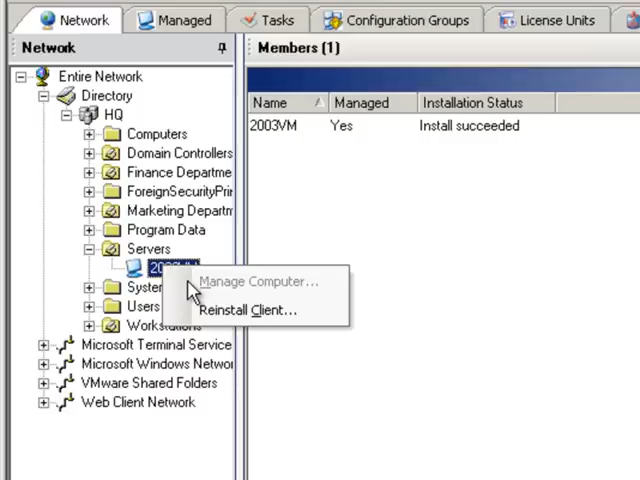 Network
Managed
Tasks
Configuration Groups
License Units
Network
Members (1)
Entire Network
Directory
HQ
Computers
Domain Controllers
Finance Departme
ForeignSecurityPri
Marketing Departm
Program Data
Servers
Syste
Users
Workstations
Microsoft Terminal Service
Microsoft Windows Networ
VMware Shared Folders
Web Client Network
Name Managed Installation Status
2003VM Yes Install succeeded
Manage Computer...
Reinstall Client...